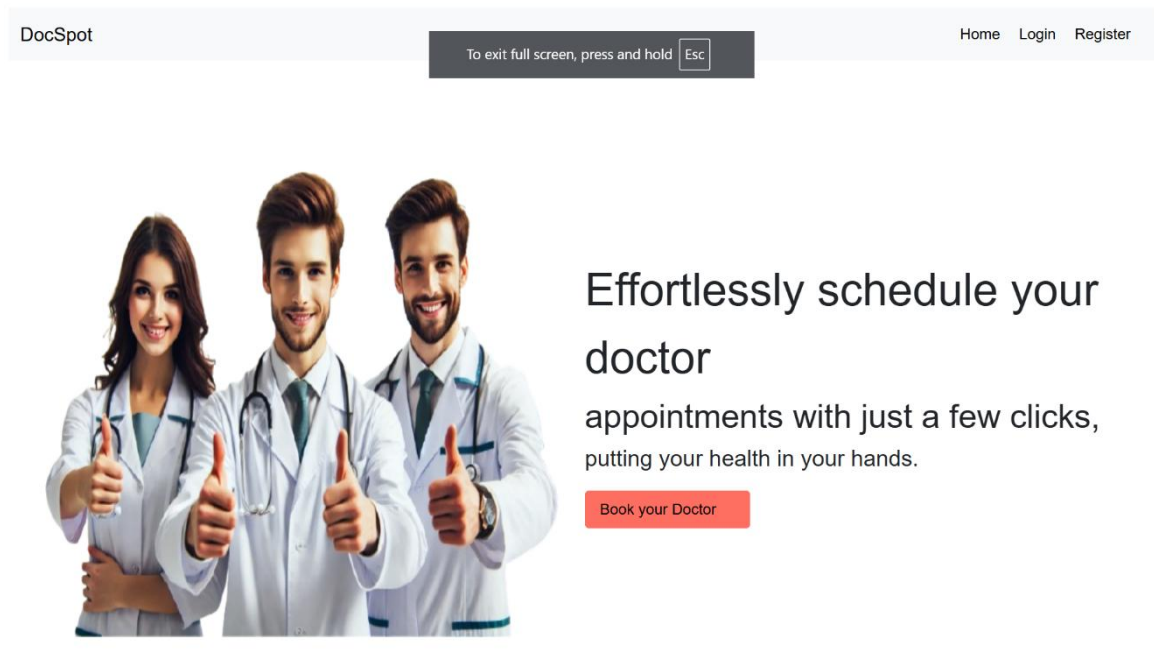 DocSpot
To exit full screen, press and hold Esc
Home Login Register
Effortlessly schedule your
doctor
appointments with just a few clicks,
putting your health in your hands.
Book your Doctor